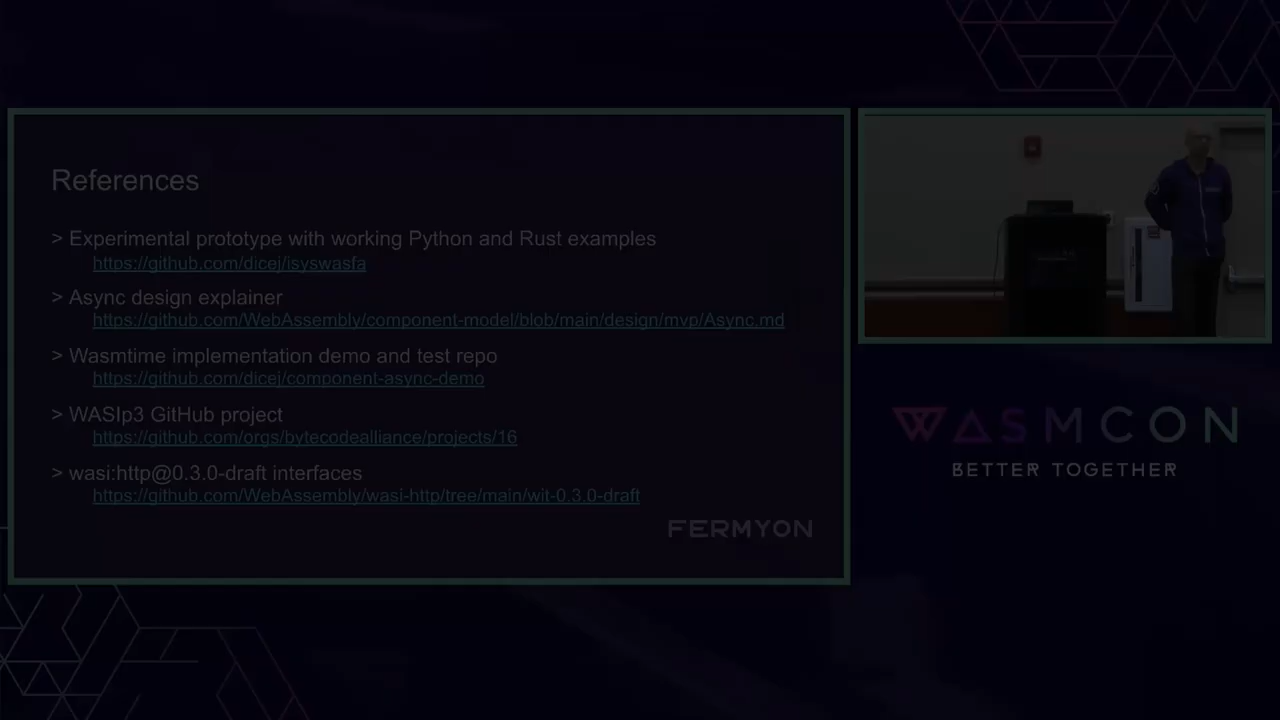 References
> Experimental prototype with working Python and Rust examples
https://github.com/dicej/isyswasfa
> Async design explainer
https://github.com/WebAssembly/component-model/blob/main/design/mvp/Async.md
> Wasmtime implementation demo and test repo
https://github.com/dicej/component-async-demo
> WASIp3 GitHub project
https://github.com/orgs/bytecodealliance/projects/16
> wasi:http@0.3.0-draft interfaces
https://github.com/WebAssembly/wasi-http/tree/main/wit-0.3.0-draft
FERMYON
WASMCON
BETTER TOGETHER